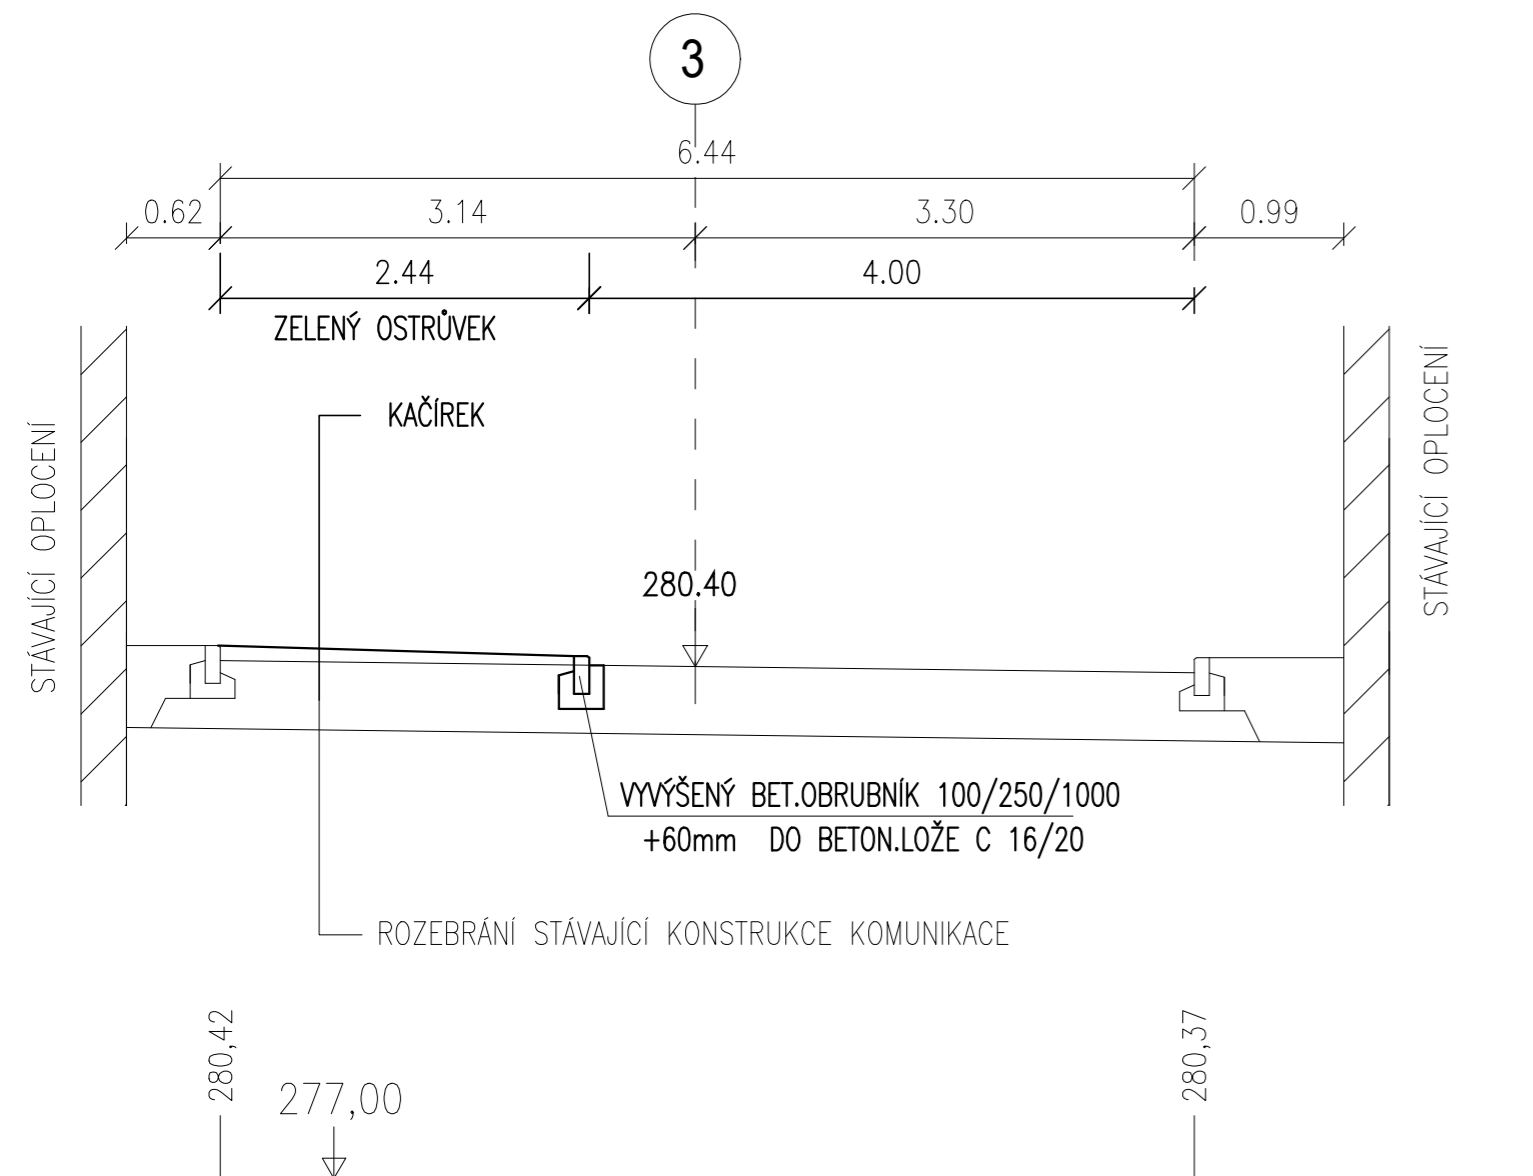 3
6.44
0.62 3.14 3.30 0.99
2.44 4.00
ZELENÝ OSTRŮVEK
KAČÍREK
STÁVAJÍCÍ OPLOCENÍ
STÁVAJÍCÍ OPLOCENÍ
280.40
VYVÝŠENÝ BET.OBRUBNÍK 100/250/1000
+60mm DO BETON.LOŽE C 16/20
ROZEBRÁNÍ STÁVAJÍCÍ KONSTRUKCE KOMUNIKACE
280,42
277,00
280,37